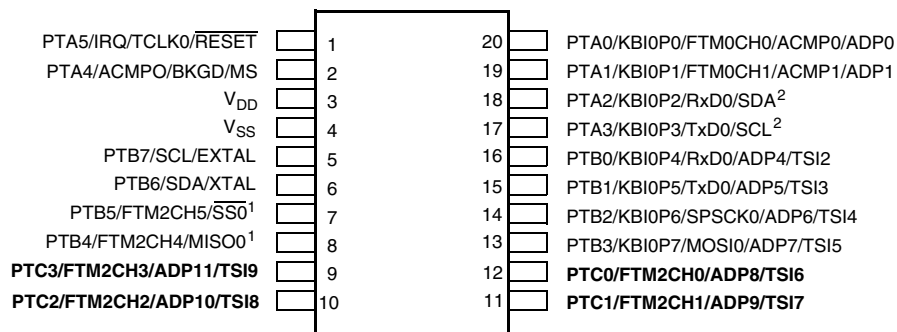 PTA5/IRQ/TCLK0/RESET 1 20 PTA0/KBI0P0/FTM0CH0/ACMP0/ADP0
PTA4/ACMPO/BKGD/MS 2 19 PTA1/KBI0P1/FTM0CH1/ACMP1/ADP1
VDD 3 18 PTA2/KBI0P2/RxD0/SDA2
VSS 4 17 PTA3/KBI0P3/TxD0/SCL2
PTB7/SCL/EXTAL 5 16 PTB0/KBI0P4/RxD0/ADP4/TSI2
PTB6/SDA/XTAL 6 15 PTB1/KBI0P5/TxD0/ADP5/TSI3
PTB5/FTM2CH5/SS01 7 14 PTB2/KBI0P6/SPSCK0/ADP6/TSI4
PTB4/FTM2CH4/MISO01 8 13 PTB3/KBI0P7/MOSI0/ADP7/TSI5
PTC3/FTM2CH3/ADP11/TSI9 9 12 PTC0/FTM2CH0/ADP8/TSI6
PTC2/FTM2CH2/ADP10/TSI8 10 11 PTC1/FTM2CH1/ADP9/TSI7